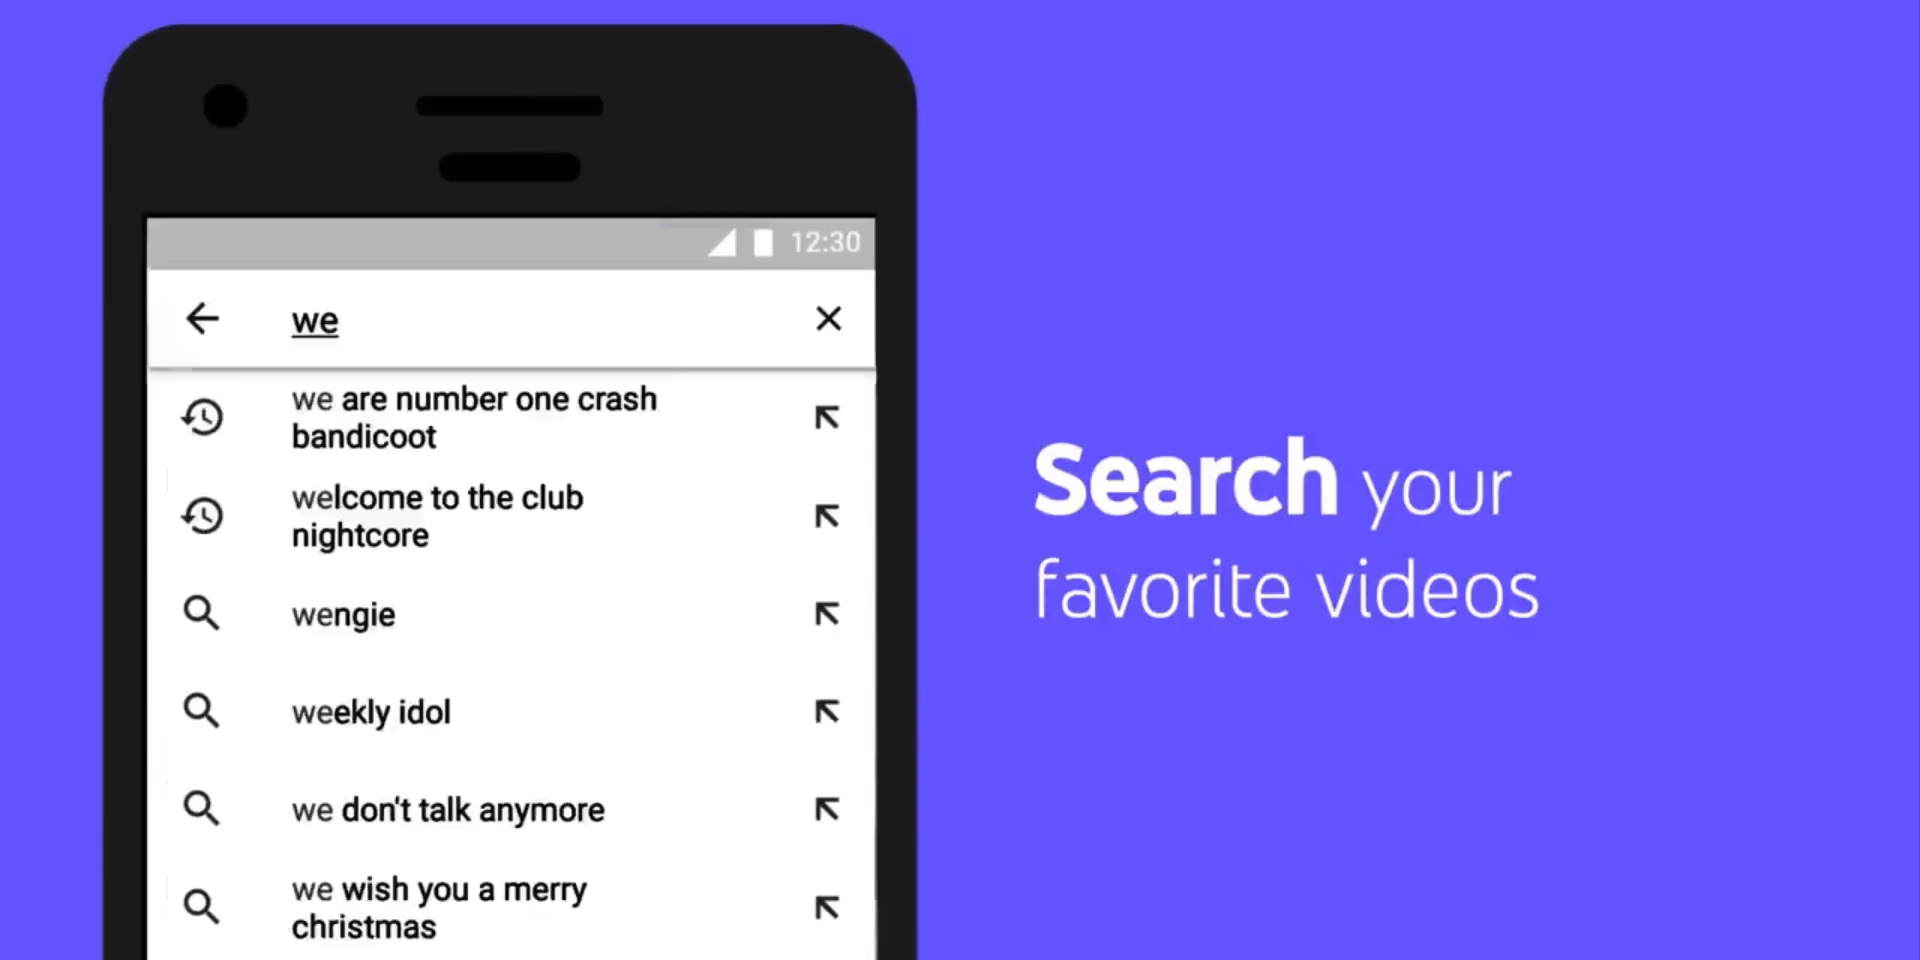 12:30
we
we are number one crash
bandicoot
welcome to the club
nightcore
wengie
weekly idol
we don't talk anymore
we wish you a merry
christmas
Search your
favorite videos